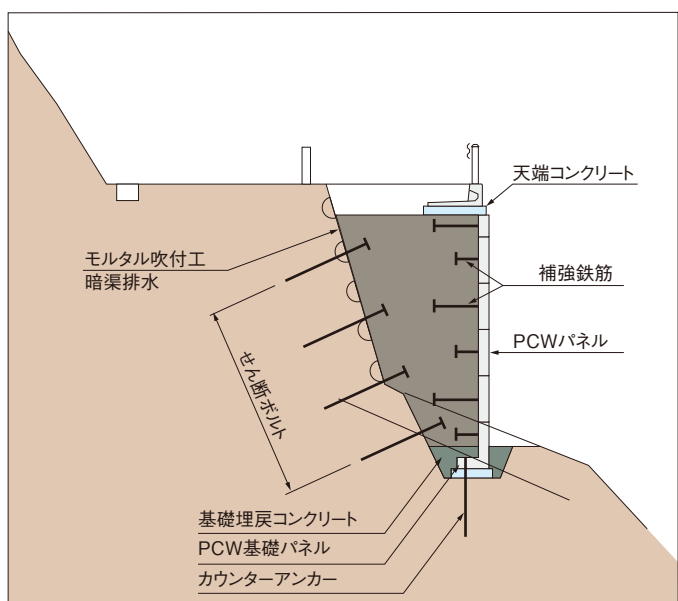 天端コンクリート
モルタル吹付工
暗渠排水
補強鉄筋
PCWパネル
せん断ボルト
基礎埋戻コンクリート
PCW基礎パネル
カウンターアンカー